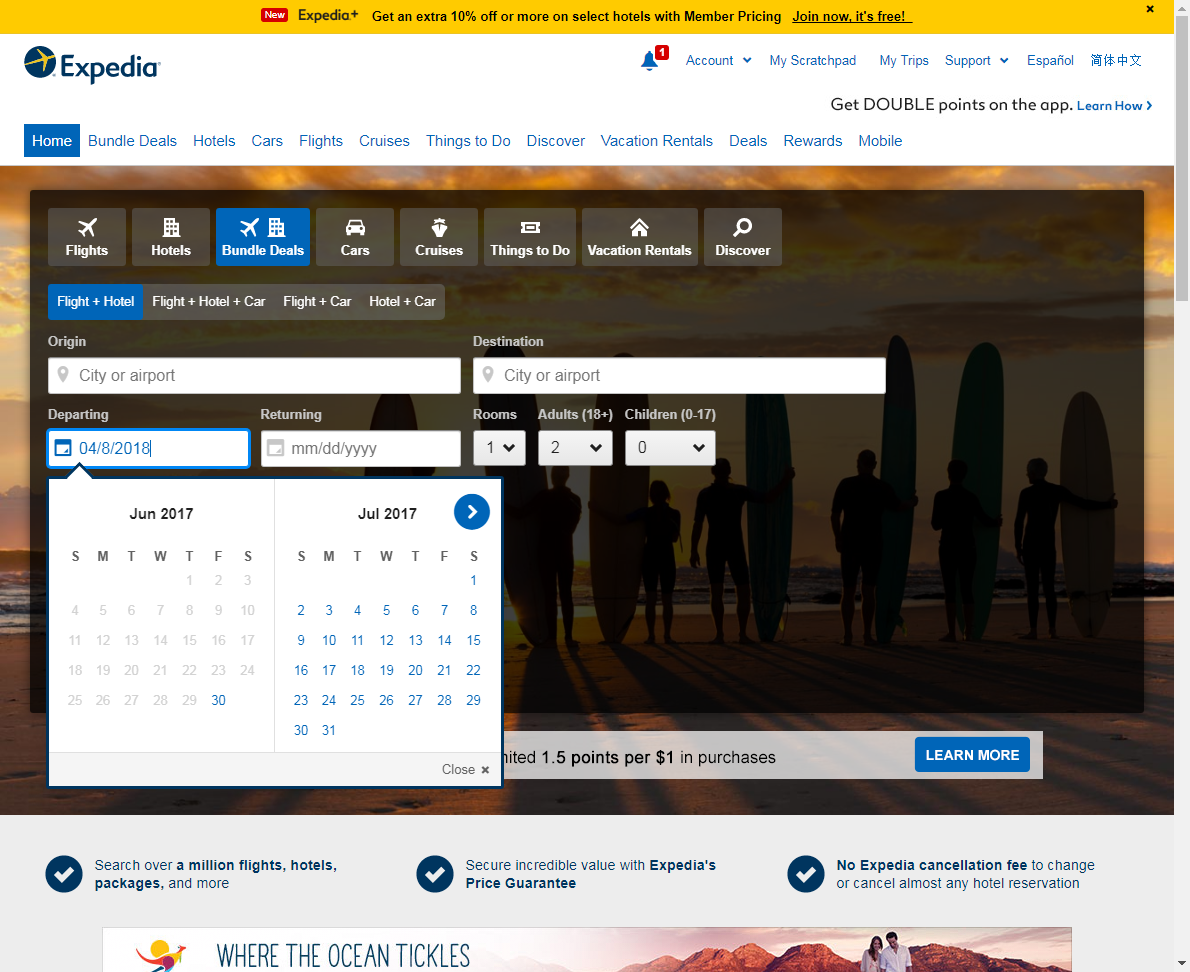 New Expedia+ Get an extra 10% off or more on select hotels with Member Pricing Join now, it's free!
Expedia
1 Account My Scratchpad My Trips Support Español 简体中文
Get DOUBLE points on the app. Learn How
Home Bundle Deals Hotels Cars Flights Cruises Things to Do Discover Vacation Rentals Deals Rewards Mobile
Flights Hotels Bundle Deals Cars Cruises Things to Do Vacation Rentals Discover
Flight + Hotel Flight + Hotel + Car Flight + Car Hotel + Car
Origin Destination
City or airport City or airport
Departing Returning Rooms Adults (18+) Children (0-17)
04/8/2018 mm/dd/yyyy 1 2 0
Jun 2017 Jul 2017
S M T W T F S S M T W T F S
1 2 3 1
4 5 6 7 8 9 10 2 3 4 5 6 7 8
11 12 13 14 15 16 17 9 10 11 12 13 14 15
18 19 20 21 22 23 24 16 17 18 19 20 21 22
25 26 27 28 29 30 23 24 25 26 27 28 29
30 31
1.5 points per $1 in purchases LEARN MORE
Close
Search over a million flights, hotels,
packages, and more
Secure incredible value with Expedia's
Price Guarantee
No Expedia cancellation fee to change
or cancel almost any hotel reservation
WHERE THE OCEAN TICKLES